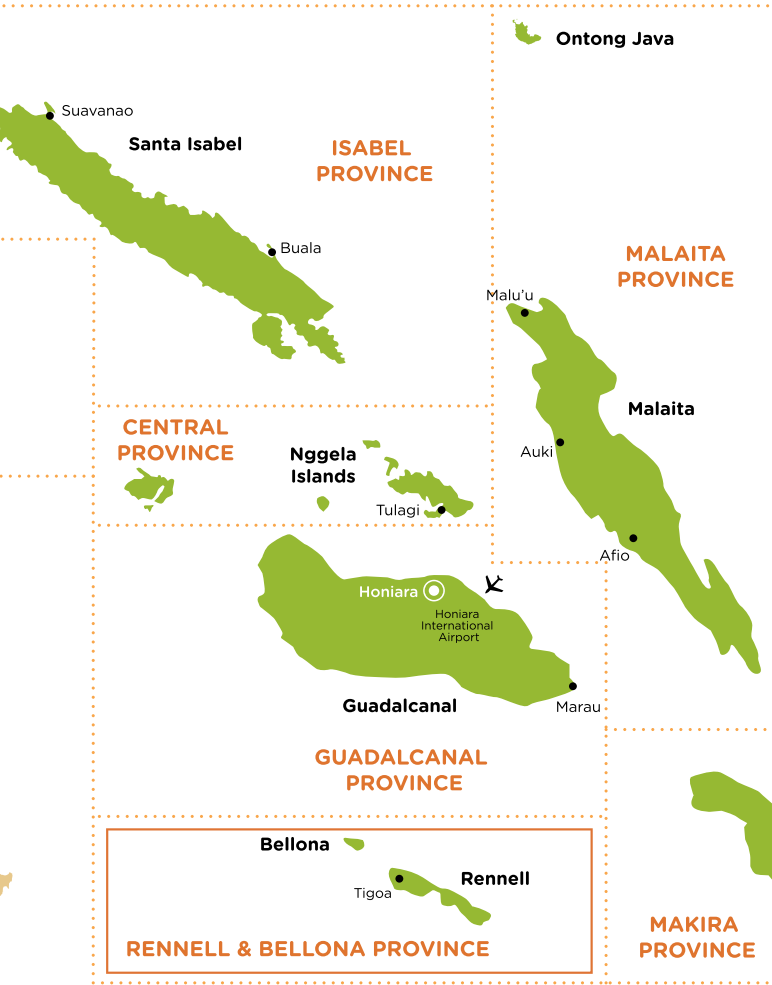 Ontong Java
Suavanao
Santa Isabel
ISABEL
PROVINCE
Buala
MALAITA
PROVINCE
Malu’u
Malaita
CENTRAL
PROVINCE
Nggela
Islands
Auki
Tulagi
Afio
Honiara
Honiara
International
Airport
Guadalcanal
Marau
GUADALCANAL
PROVINCE
Bellona
Rennell
Tigoa
MAKIRA
PROVINCE
RENNELL & BELLONA PROVINCE